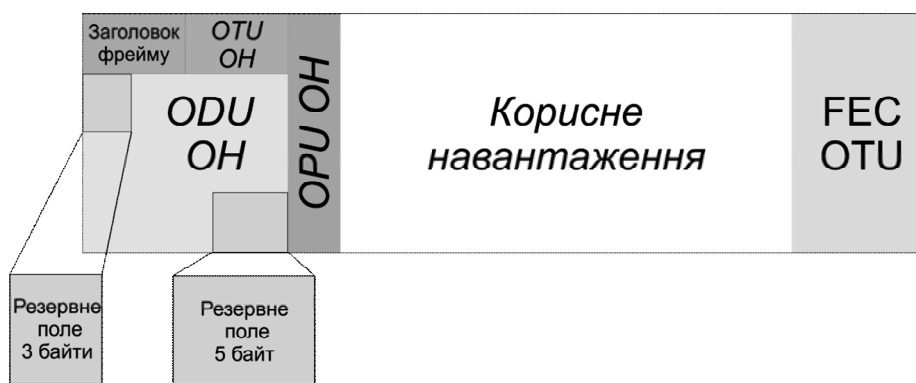 Заголовок
фрейму
OTU
OH
ODU
OH
OPU OH
Корисне
навантаження
FEC
OTU
Резервне
поле
3 байти
Резервне
поле
5 байт